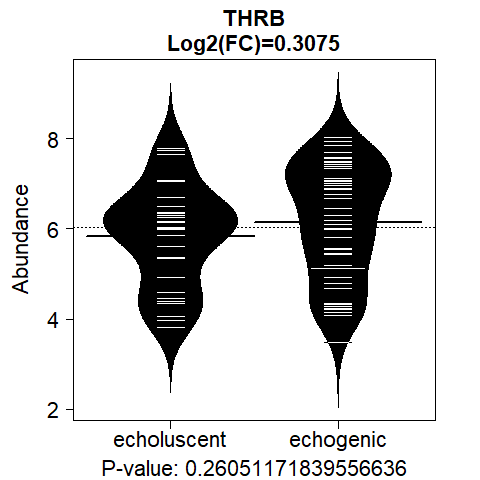 THRB
Log2(FC)=0.3075
8
6
4
2
Abundance
echoluscent echogenic
P-value: 0.26051171839556636